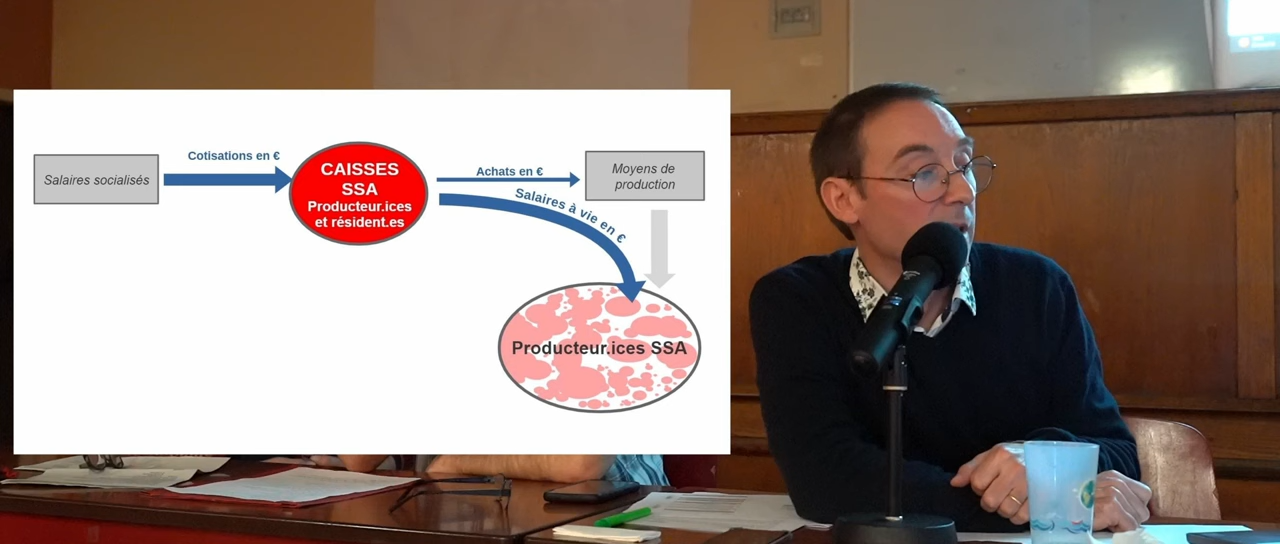 Salaires socialisés
Cotisations en €
CAISSES
SSA
Producteur.ices
et résident.es
Achats en €
Salaires à vie en €
Moyens de
production
Producteur.ices SSA